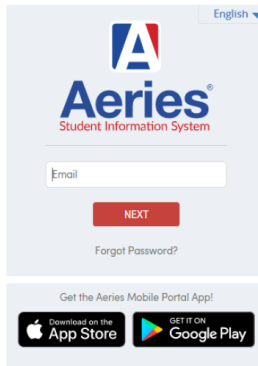 English
A
Aeries®
Student Information System
Email
NEXT
Forgot Password?
Get the Aeries Mobile Portal App!
Download on the
App Store
GET IT ON
Google Play